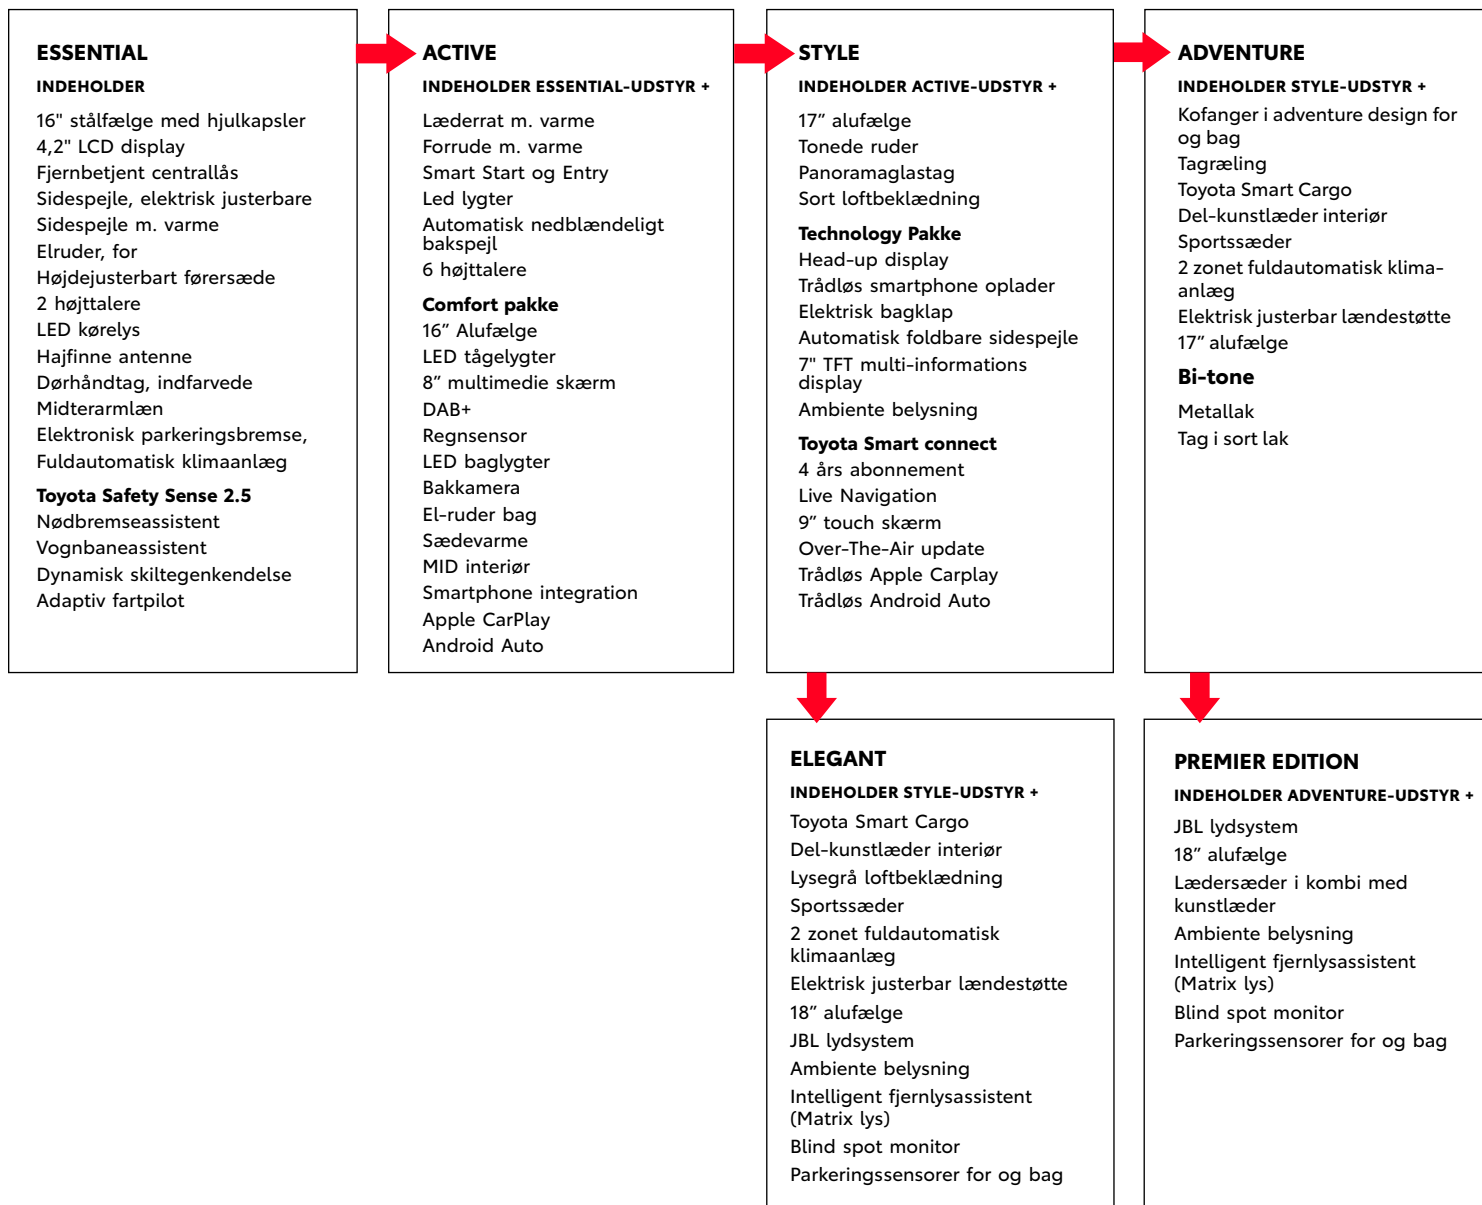 ESSENTIAL
INDEHOLDER
16" stålfælge med hjulkapsler
4,2" LCD display
Fjernbetjent centrallås
Sidespejle, elektrisk justerbare
Sidespejle m. varme
Elruder, for
Højdejusterbart førersæde
2 højttalere
LED kørelys
Hajfinne antenne
Dørhåndtag, indfarvede
Midterarmlæn
Elektronisk parkeringsbremse,
Fuldautomatisk klimaanlæg
Toyota Safety Sense 2.5
Nødbremseassistent
Vognbaneassistent
Dynamisk skiltegenkendelse
Adaptiv fartpilot
ACTIVE
INDEHOLDER ESSENTIAL-UDSTYR +
Læderrat m. varme
Forrude m. varme
Smart Start og Entry
Led lygter
Automatisk nedblændeligt
bakspejl
6 højttalere
Comfort pakke
16” Alufælge
LED tågelygter
8” multimedie skærm
DAB+
Regnsensor
LED baglygter
Bakkamera
El-ruder bag
Sædevarme
MID interiør
Smartphone integration
Apple CarPlay
Android Auto
STYLE
INDEHOLDER ACTIVE-UDSTYR +
17” alufælge
Tonede ruder
Panoramaglastag
Sort loftbeklædning
Technology Pakke
Head-up display
Trådløs smartphone oplader
Elektrisk bagklap
Automatisk foldbare sidespejle
7" TFT multi-informations
display
Ambiente belysning
Toyota Smart connect
4 års abonnement
Live Navigation
9” touch skærm
Over-The-Air update
Trådløs Apple Carplay
Trådløs Android Auto
ADVENTURE
INDEHOLDER STYLE-UDSTYR +
Kofanger i adventure design for
og bag
Tagræling
Toyota Smart Cargo
Del-kunstlæder interiør
Sportssæder
2 zonet fuldautomatisk klima-
anlæg
Elektrisk justerbar lændestøtte
17” alufælge
Bi-tone
Metallak
Tag i sort lak
ELEGANT
INDEHOLDER STYLE-UDSTYR +
Toyota Smart Cargo
Del-kunstlæder interiør
Lysegrå loftbeklædning
Sportssæder
2 zonet fuldautomatisk
klimaanlæg
Elektrisk justerbar lændestøtte
18” alufælge
JBL lydsystem
Ambiente belysning
Intelligent fjernlysassistent
(Matrix lys)
Blind spot monitor
Parkeringssensorer for og bag
PREMIER EDITION
INDEHOLDER ADVENTURE-UDSTYR +
JBL lydsystem
18” alufælge
Lædersæder i kombi med
kunstlæder
Ambiente belysning
Intelligent fjernlysassistent
(Matrix lys)
Blind spot monitor
Parkeringssensorer for og bag